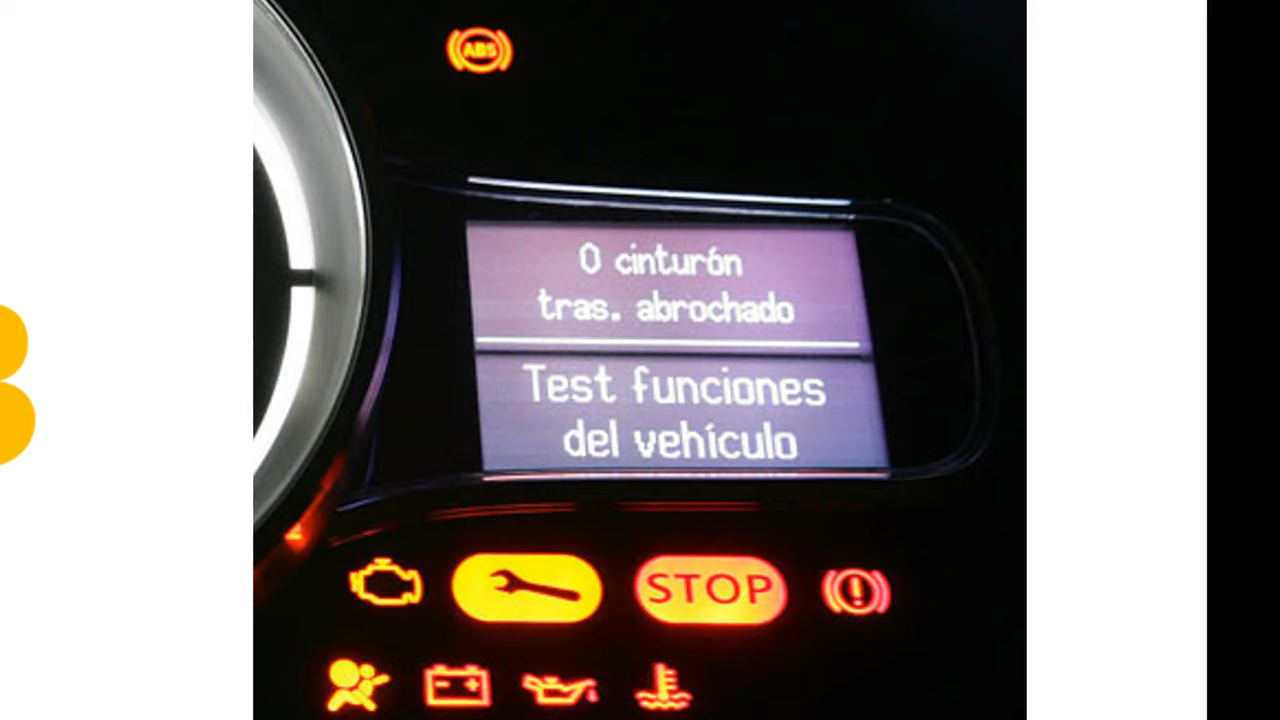 ABS
0 cinturón
tras. abrochado
Test funciones
del vehículo
STOP